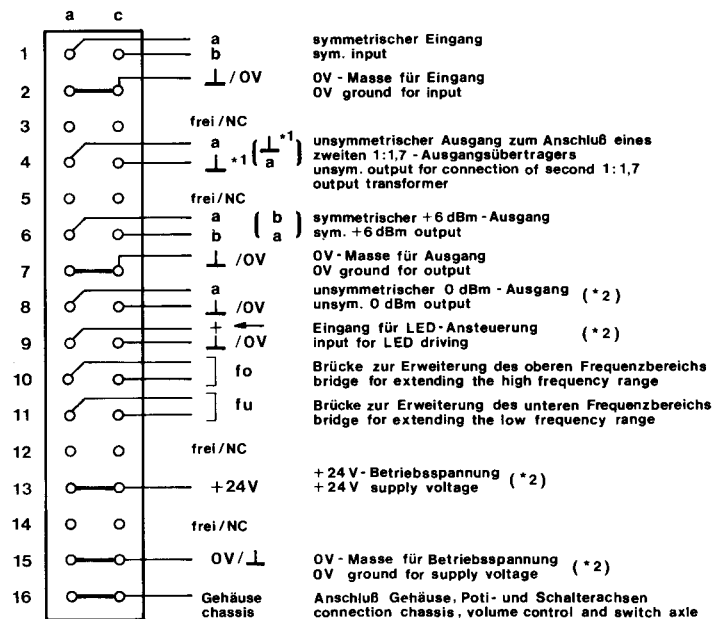 a c
1 a symmetrischer Eingang
b sym. input
2 ⊥/0V 0V - Masse für Eingang
0V ground for input
3 frei/NC
4 a ( ⊥*1 unsymmetrischer Ausgang zum Anschluß eines
⊥*1 a ) zweiten 1:1,7 - Ausgangsübertragers
unsym. output for connection of second 1:1,7
output transformer
5 frei/NC
6 a ( b ) symmetrischer +6 dBm - Ausgang
b ( a ) sym. +6 dBm output
7 ⊥/0V 0V - Masse für Ausgang
0V ground for output
8 a unsymmetrischer 0 dBm - Ausgang (*2)
⊥/0V unsym. 0 dBm output
9 + ← Eingang für LED - Ansteuerung (*2)
⊥/0V input for LED driving
10 fo Brücke zur Erweiterung des oberen Frequenzbereichs
bridge for extending the high frequency range
11 fu Brücke zur Erweiterung des unteren Frequenzbereichs
bridge for extending the low frequency range
12 frei/NC
13 +24V +24V - Betriebsspannung (*2)
+24V supply voltage
14 frei/NC
15 0V/⊥ 0V - Masse für Betriebsspannung (*2)
0V ground for supply voltage
16 Gehäuse Anschluß Gehäuse, Poti- und Schalterachsen
chassis connection chassis, volume control and switch axle